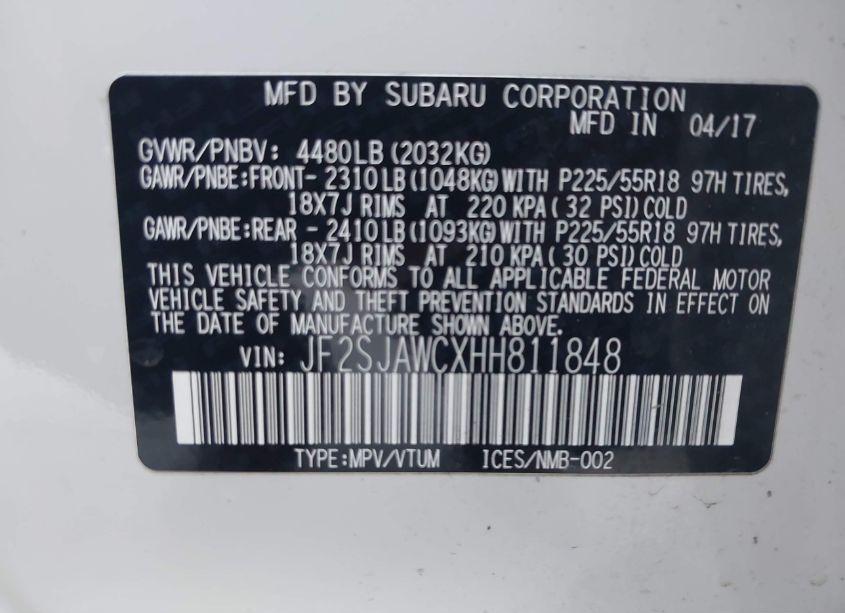 MFD BY SUBARU CORPORATION
MFD IN 04/17
GVWR/PNBV: 4480LB(2032KG)
GAWR/PNBE:FRONT- 2310LB(1048KG)WITH P225/55R18 97H TIRES,
18X7J RIMS AT 220 KPA( 32 PSI)COLD
GAWR/PNBE:REAR - 2410LB(1093KG)WITH P225/55R18 97H TIRES,
18X7J RIMS AT 210 KPA( 30 PSI)COLD
THIS VEHICLE CONFORMS TO ALL APPLICABLE FEDERAL MOTOR
VEHICLE SAFETY AND THEFT PREVENTION STANDARDS IN EFFECT ON
THE DATE OF MANUFACTURE SHOWN ABOVE.
VIN: JF2SJAWCXHH811848
TYPE:MPV/VTUM ICES/NMB-002